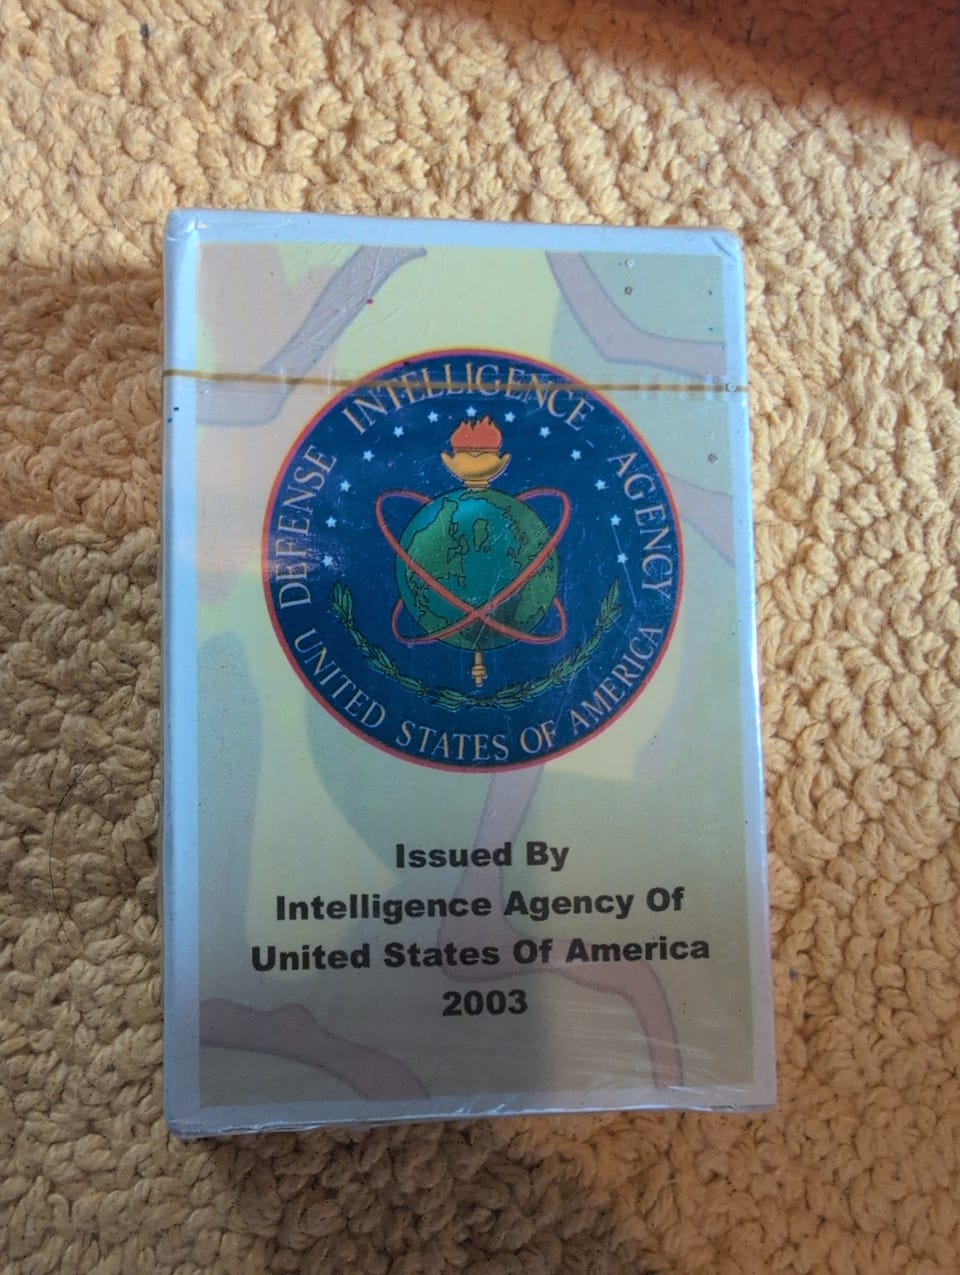 DEFENSE INTELLIGENCE AGENCY
UNITED STATES OF AMERICA
Issued By
Intelligence Agency Of
United States Of America
2003